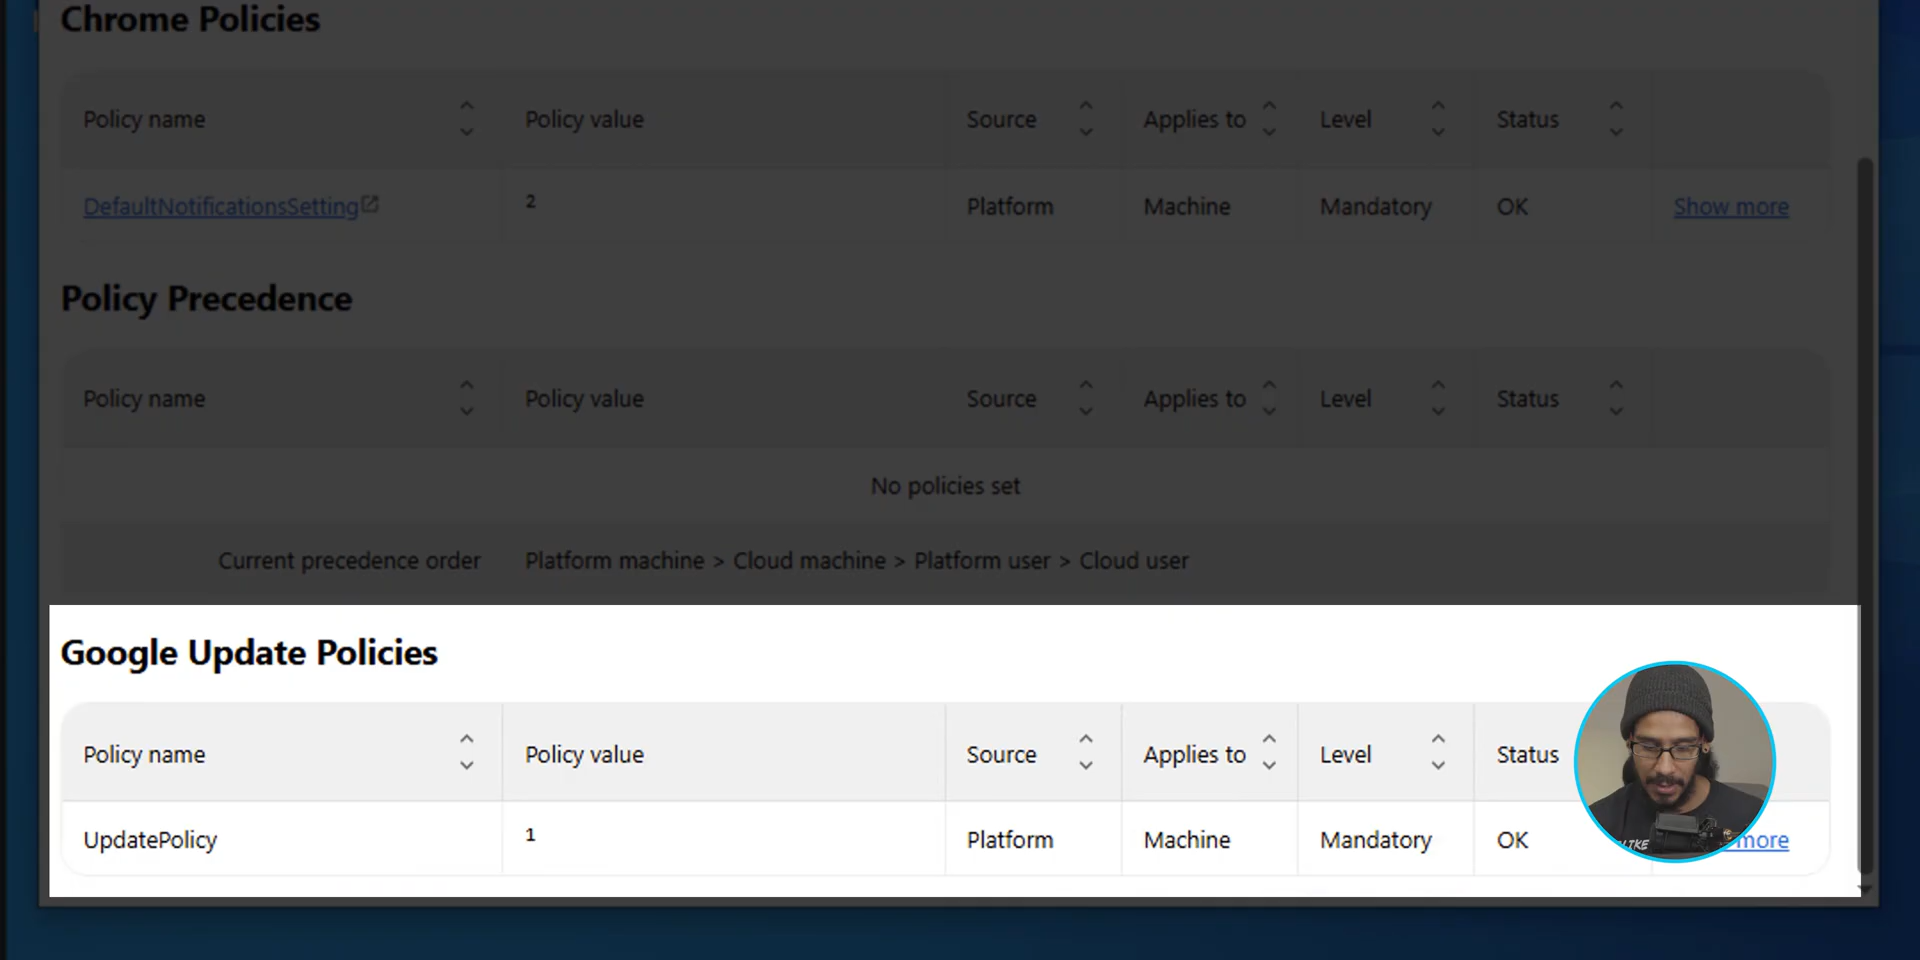 Chrome Policies
Policy name Policy value Source Applies to Level Status
DefaultNotificationsSetting 2 Platform Machine Mandatory OK Show more
Policy Precedence
Policy name Policy value Source Applies to Level Status
No policies set
Current precedence order Platform machine > Cloud machine > Platform user > Cloud user
Google Update Policies
Policy name Policy value Source Applies to Level Status
UpdatePolicy 1 Platform Machine Mandatory OK more
LIKE